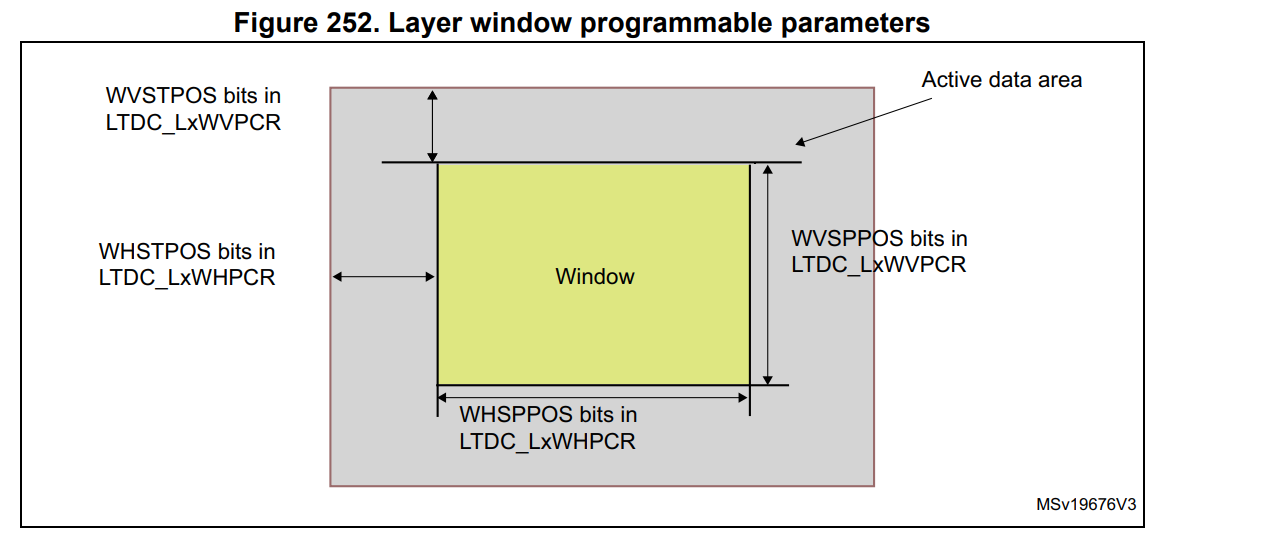 Figure 252. Layer window programmable parameters
Active data area
WVSTPOS bits in
LTDC_LxWVPCR
WHSTPOS bits in
LTDC_LxWHPCR
Window
WVSPPOS bits in
LTDC_LxWVPCR
WHSPPOS bits in
LTDC_LxWHPCR
MSv19676V3